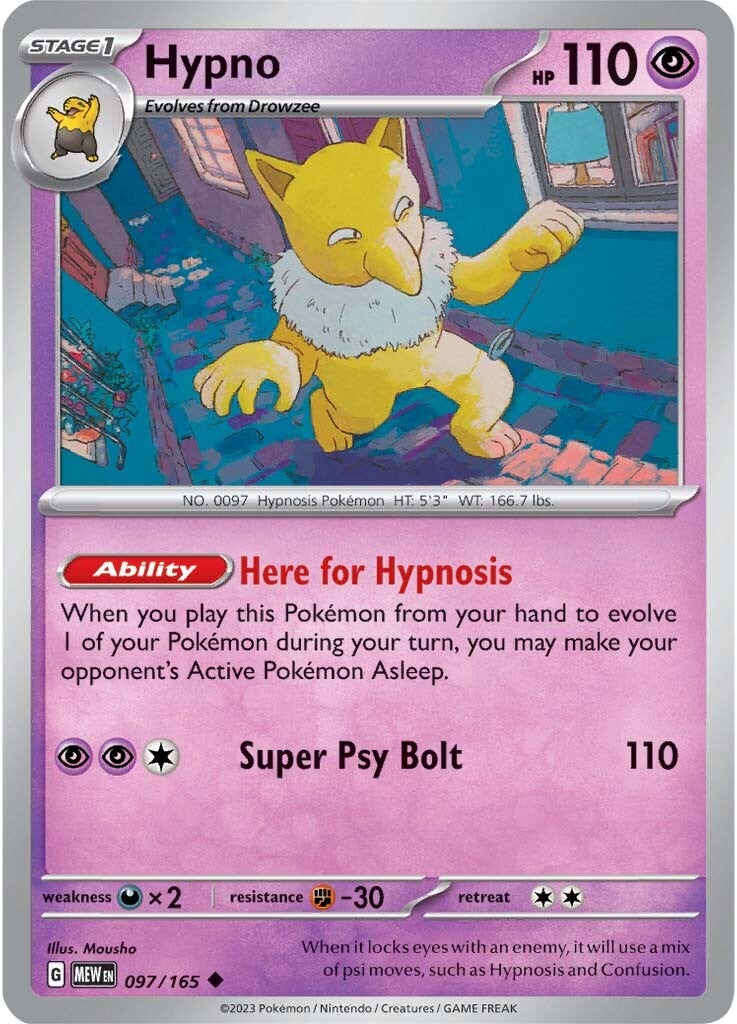 STAGE1
Hypno
HP 110
Evolves from Drowzee
NO. 0097 Hypnosis Pokémon HT: 5'3" WT: 166.7 lbs.
Ability Here for Hypnosis
When you play this Pokémon from your hand to evolve
1 of your Pokémon during your turn, you may make your
opponent's Active Pokémon Asleep.
Super Psy Bolt 110
weakness ×2 resistance -30 retreat
Illus. Mousho
When it locks eyes with an enemy, it will use a mix
of psi moves, such as Hypnosis and Confusion.
G MEW EN 097/165
©2023 Pokémon / Nintendo / Creatures / GAME FREAK